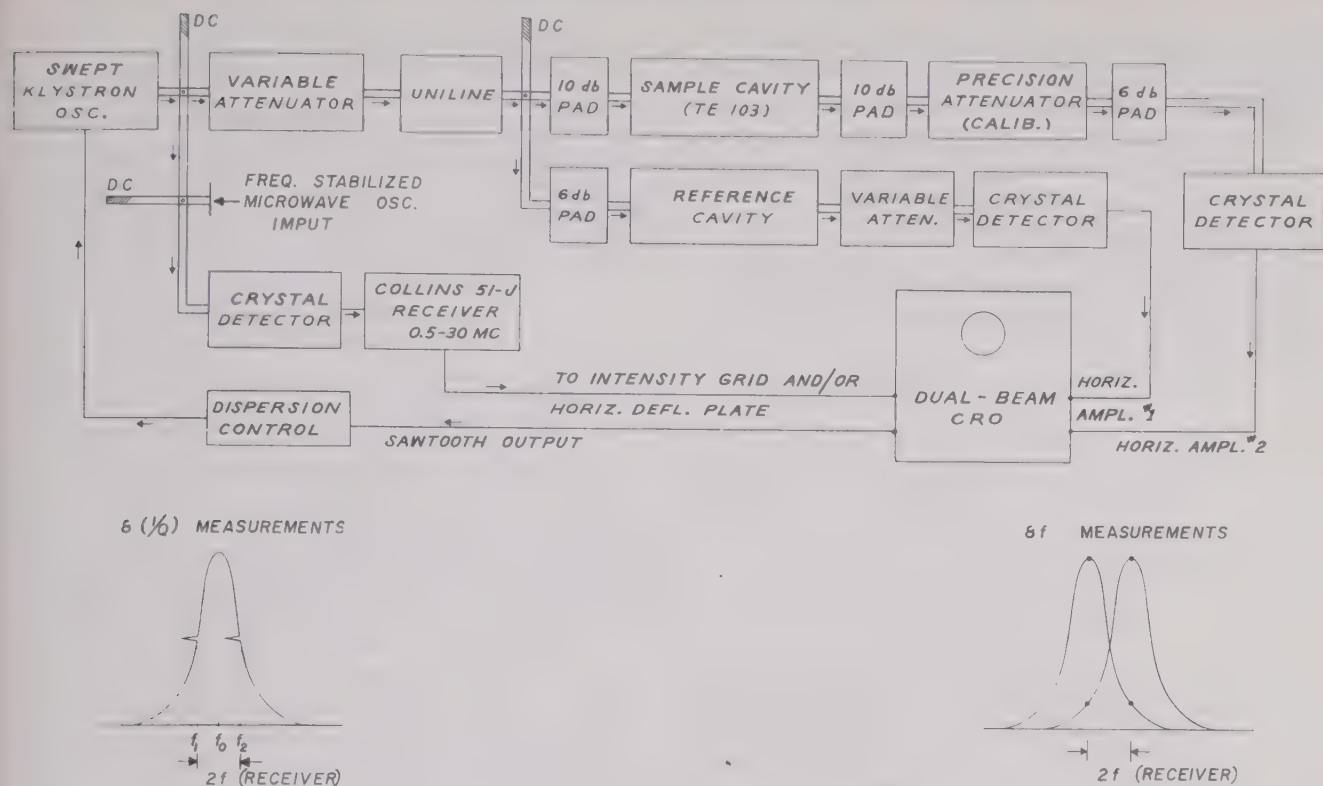 DC
DC
SWEPT
KLYSTRON
OSC.
VARIABLE
ATTENUATOR
UNILINE
10 db
PAD
SAMPLE CAVITY
(TE 103)
10 db
PAD
PRECISION
ATTENUATOR
(CALIB.)
6 db
PAD
DC
FREQ. STABILIZED
MICROWAVE OSC.
IMPUT
6 db
PAD
REFERENCE
CAVITY
VARIABLE
ATTEN.
CRYSTAL
DETECTOR
CRYSTAL
DETECTOR
CRYSTAL
DETECTOR
COLLINS 51-J
RECEIVER
0.5-30 MC
TO INTENSITY GRID AND/OR
HORIZ. DEFL. PLATE
DUAL-BEAM
CRO
HORIZ.
AMPL. #1
HORIZ. AMPL. #2
DISPERSION
CONTROL
SAWTOOTH OUTPUT
δ (1/Q) MEASUREMENTS
f₁ f₀ f₂
2f (RECEIVER)
δf MEASUREMENTS
2f (RECEIVER)